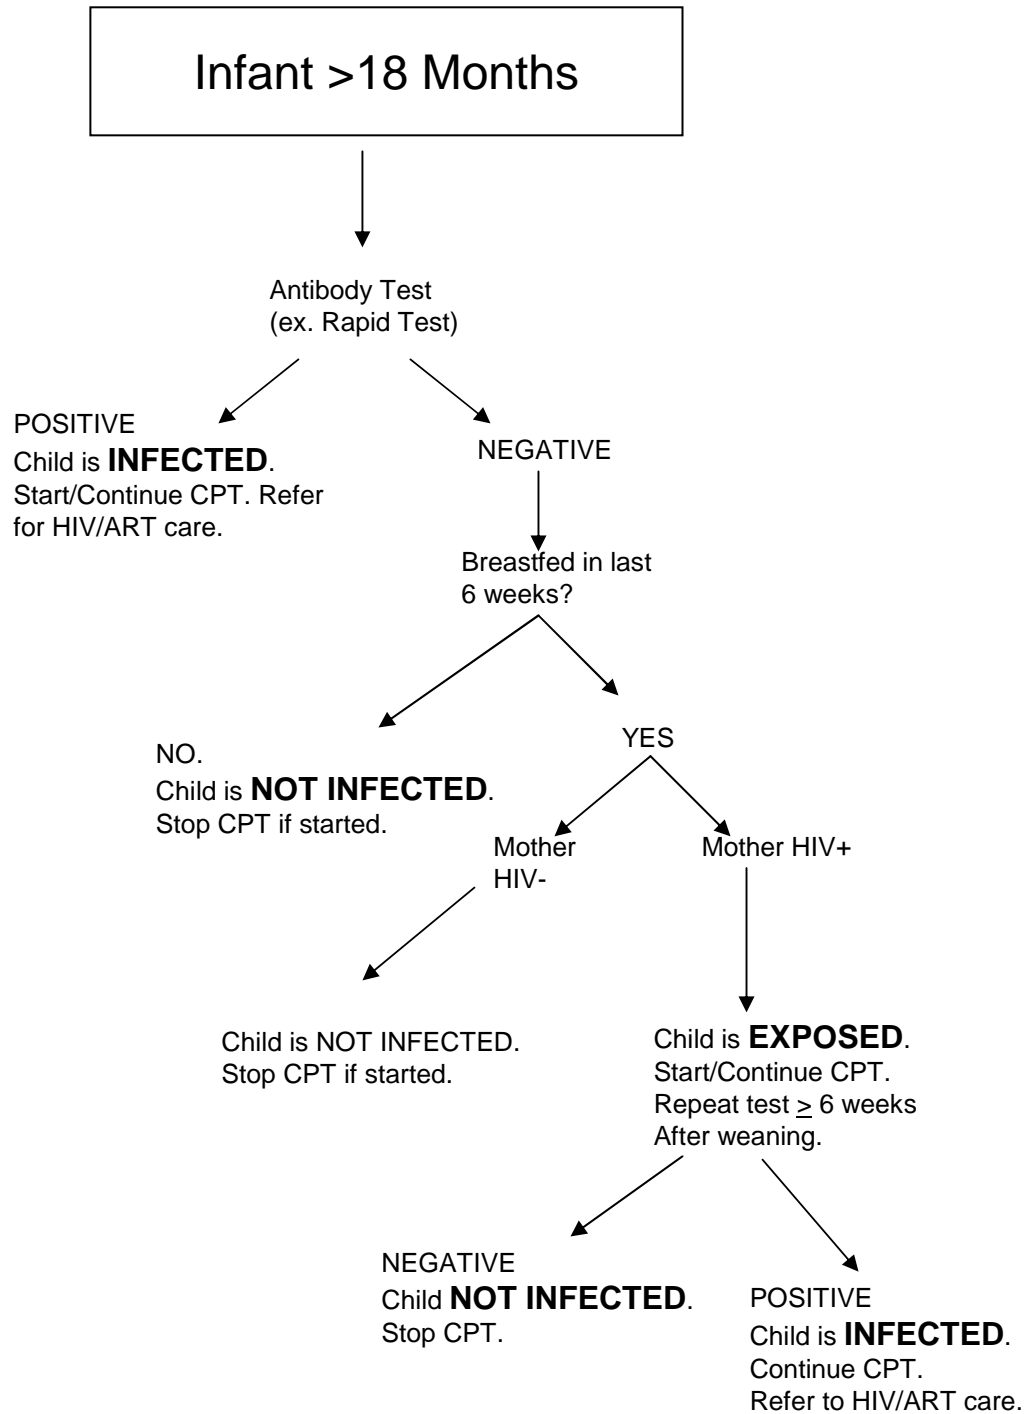 Infant >18 Months
Antibody Test
(ex. Rapid Test)
POSITIVE
Child is INFECTED.
Start/Continue CPT. Refer
for HIV/ART care.
NEGATIVE
Breastfed in last
6 weeks?
NO.
Child is NOT INFECTED.
Stop CPT if started.
YES
Mother
HIV-
Mother HIV+
Child is NOT INFECTED.
Stop CPT if started.
Child is EXPOSED.
Start/Continue CPT.
Repeat test ≥ 6 weeks
After weaning.
NEGATIVE
Child NOT INFECTED.
Stop CPT.
POSITIVE
Child is INFECTED.
Continue CPT.
Refer to HIV/ART care.